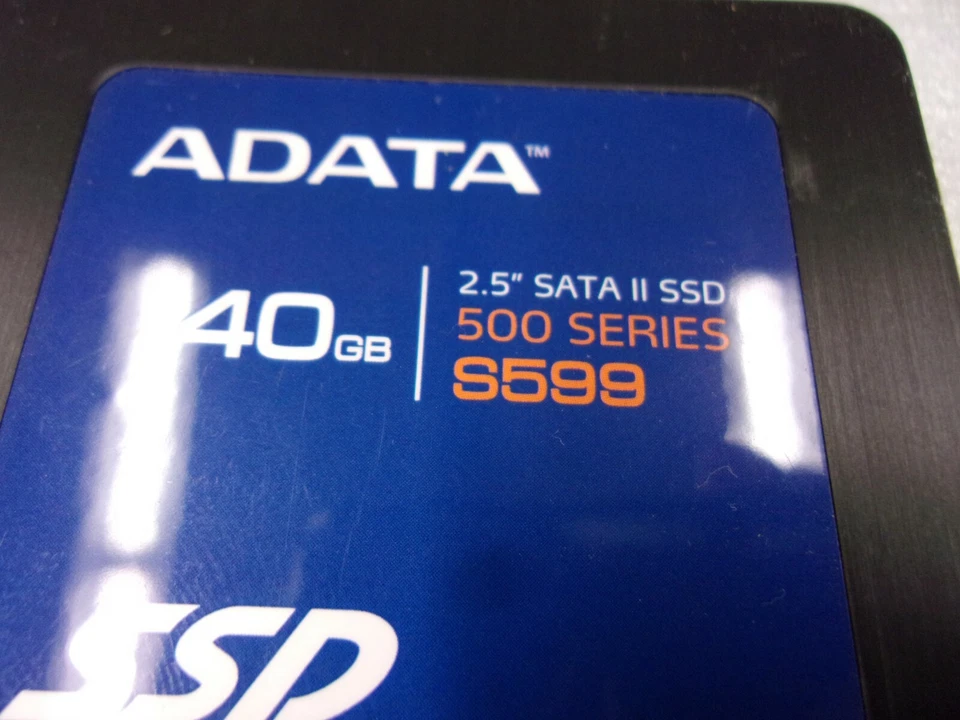 ADATA™
40GB
2.5" SATA II SSD
500 SERIES
S599
SSD